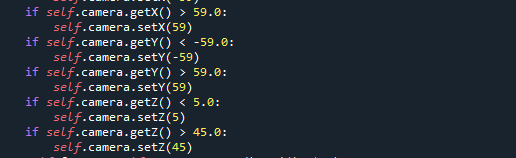 if self.camera.getX() > 59.0:
self.camera.setX(59)
if self.camera.getY() < -59.0:
self.camera.setY(-59)
if self.camera.getY() > 59.0:
self.camera.setY(59)
if self.camera.getZ() < 5.0:
self.camera.setZ(5)
if self.camera.getZ() > 45.0:
self.camera.setZ(45)